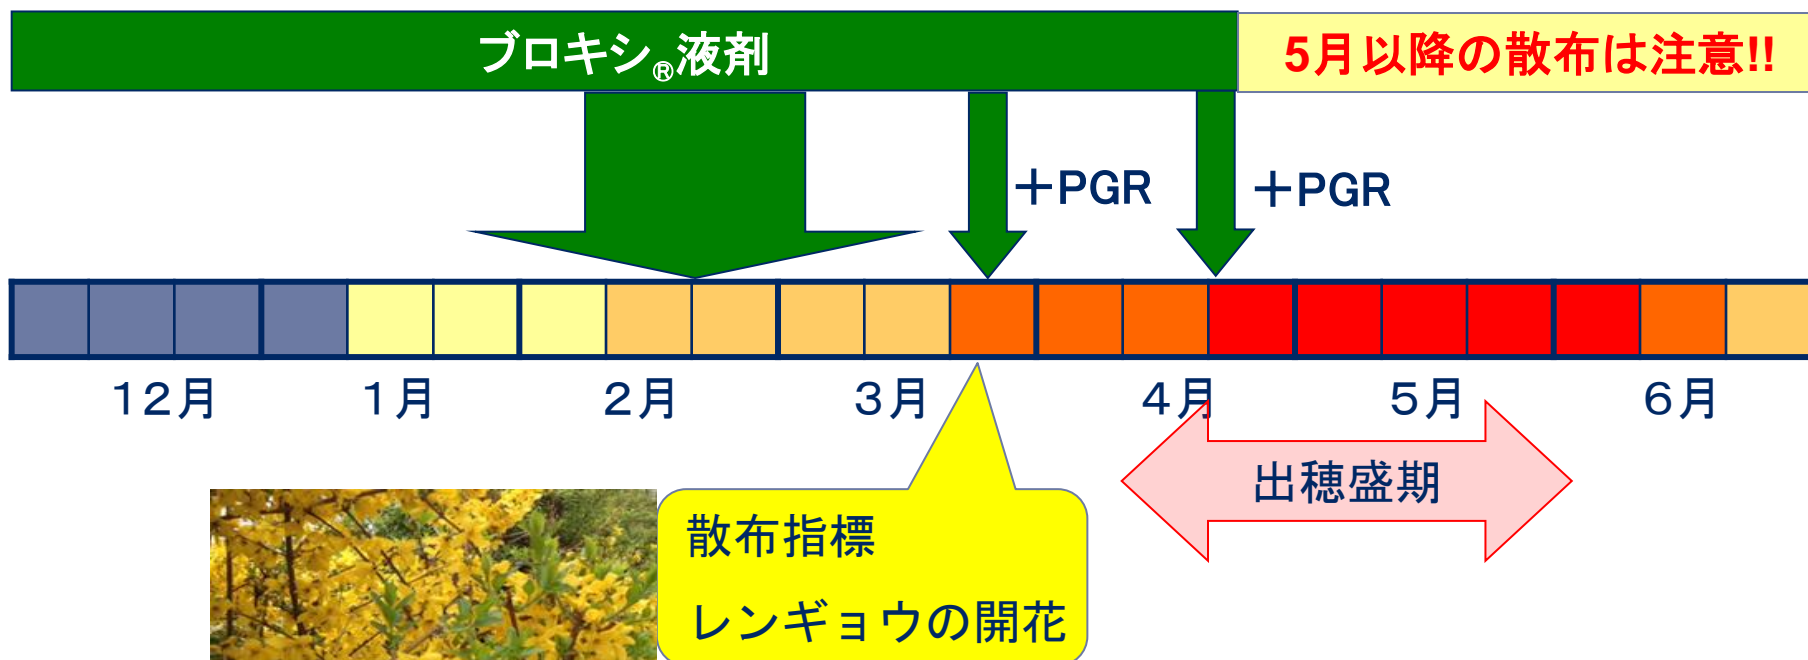 ブロキシ®液剤
5月以降の散布は注意!!
＋PGR
＋PGR
12月
1月
2月
3月
4月
5月
6月
出穂盛期
散布指標
レンギョウの開花